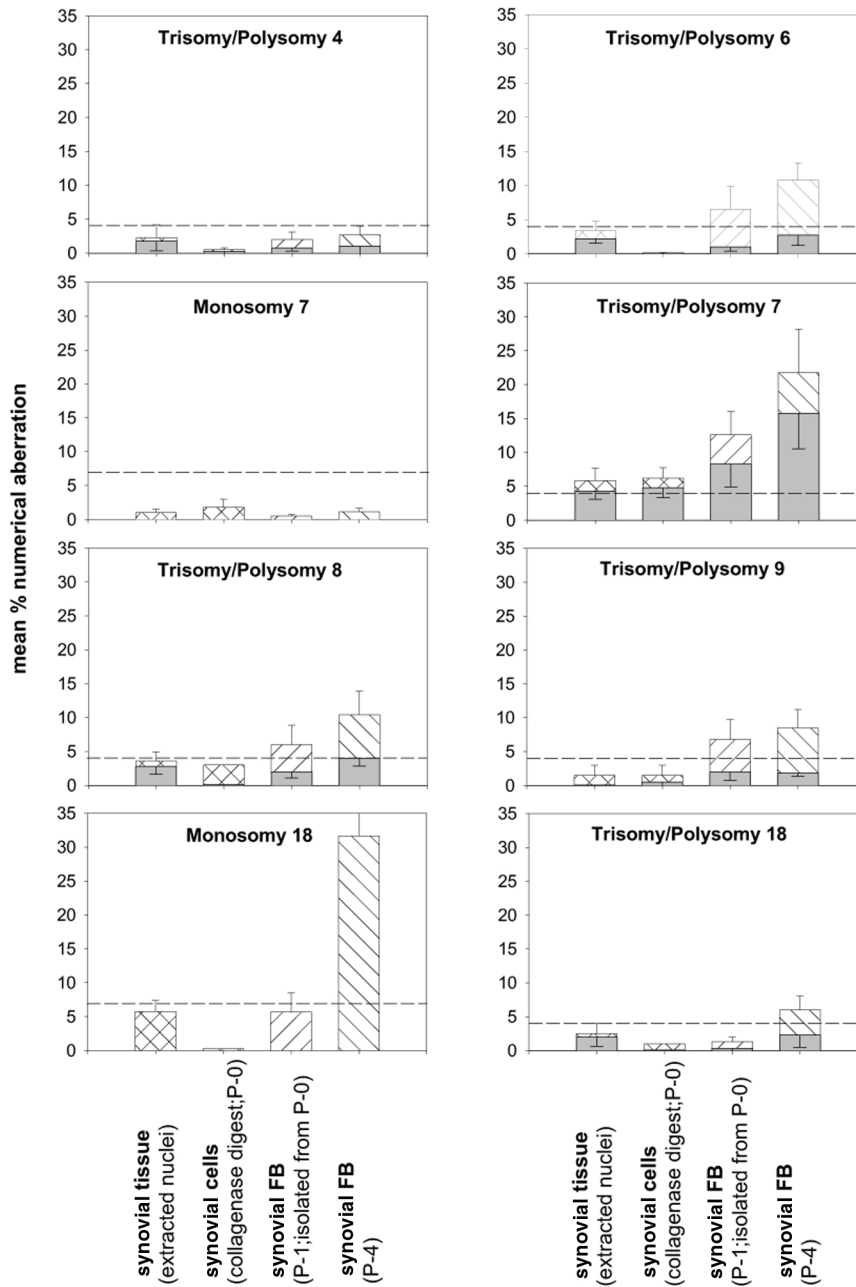 mean % numerical aberration
Trisomy/Polysomy 4
35
30
25
20
15
10
5
0
Trisomy/Polysomy 6
35
30
25
20
15
10
5
0
Monosomy 7
35
30
25
20
15
10
5
0
Trisomy/Polysomy 7
35
30
25
20
15
10
5
0
Trisomy/Polysomy 8
35
30
25
20
15
10
5
0
Trisomy/Polysomy 9
35
30
25
20
15
10
5
0
Monosomy 18
35
30
25
20
15
10
5
0
Trisomy/Polysomy 18
35
30
25
20
15
10
5
0
synovial tissue
(extracted nuclei)
synovial cells
(collagenase digest;P-0)
synovial FB
(P-1;isolated from P-0)
synovial FB
(P-4)
synovial tissue
(extracted nuclei)
synovial cells
(collagenase digest;P-0)
synovial FB
(P-1;isolated from P-0)
synovial FB
(P-4)